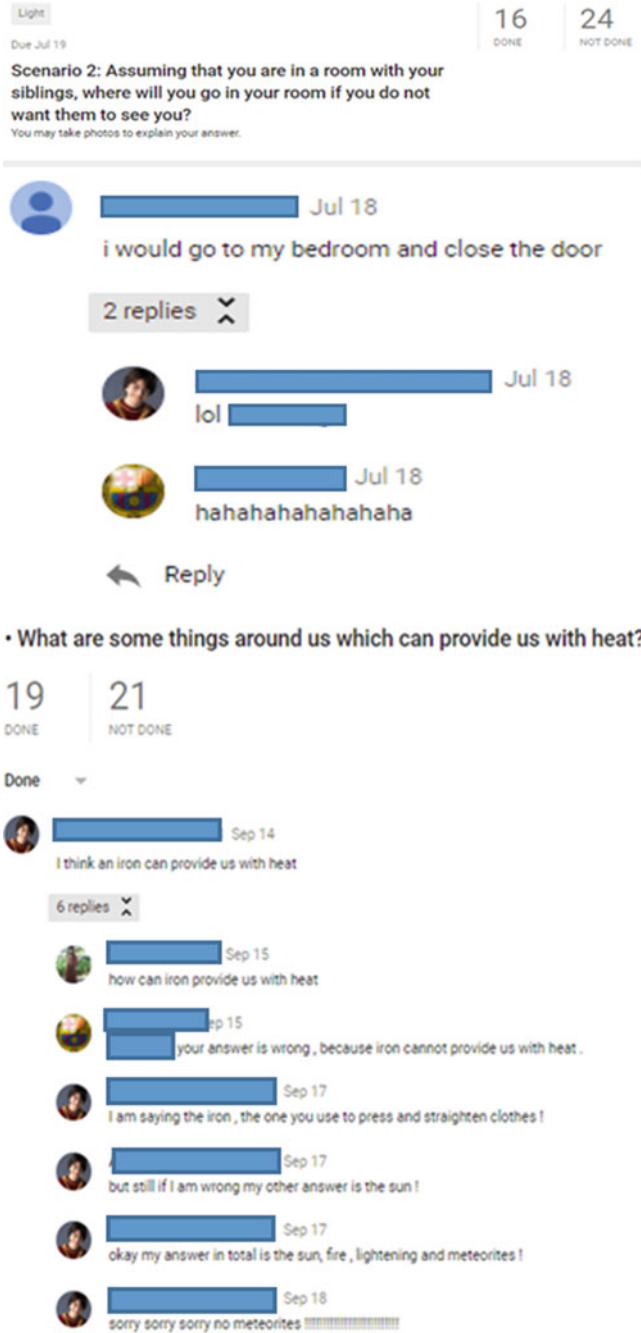 Light
16
24
DONE
NOT DONE
Due Jul 19
Scenario 2: Assuming that you are in a room with your
siblings, where will you go in your room if you do not
want them to see you?
You may take photos to explain your answer.
Jul 18
i would go to my bedroom and close the door
2 replies
Jul 18
lol
Jul 18
hahahahahahahaha
Reply
• What are some things around us which can provide us with heat?
19
21
DONE
NOT DONE
Done
Sep 14
I think an iron can provide us with heat
6 replies
Sep 15
how can iron provide us with heat
ep 15
your answer is wrong , because iron cannot provide us with heat .
Sep 17
I am saying the iron , the one you use to press and straighten clothes !
Sep 17
but still if I am wrong my other answer is the sun !
Sep 17
okay my answer in total is the sun, fire , lightening and meteorites !
Sep 18
sorry sorry sorry no meteorites !!!!!!!!!!!!!!!!!!!!!!!!!!